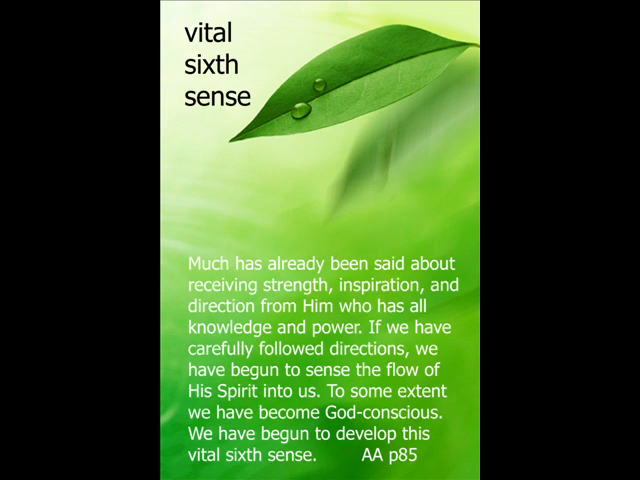 vital
sixth
sense
Much has already been said about
receiving strength, inspiration, and
direction from Him who has all
knowledge and power. If we have
carefully followed directions, we
have begun to sense the flow of
His Spirit into us. To some extent
we have become God-conscious.
We have begun to develop this
vital sixth sense. AA p85